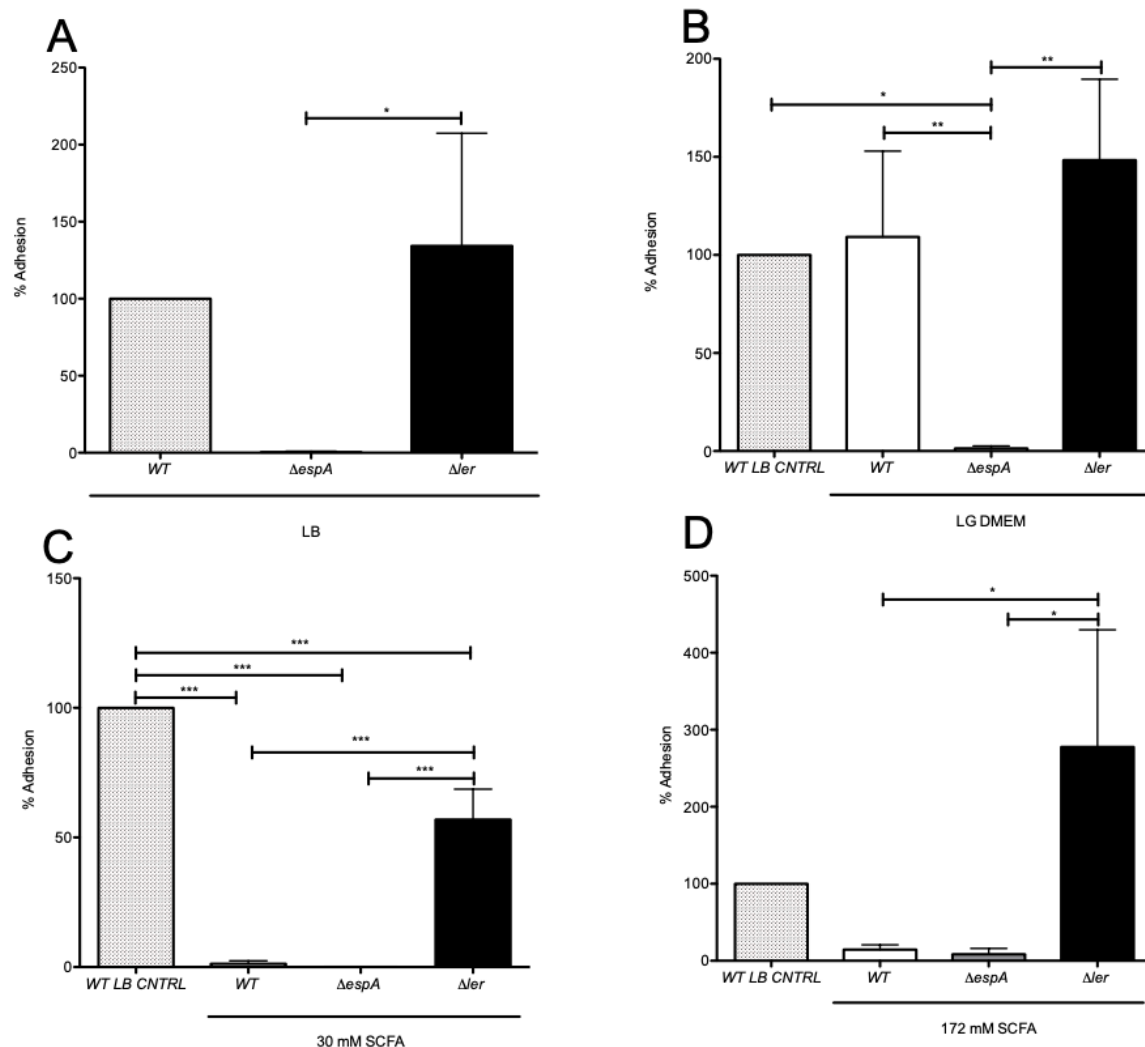 A
250
200
150
100
50
0
% Adhesion
*
WT
ΔespA
Δler
LB
B
200
150
100
50
0
% Adhesion
**
*
**
WT LB CNTRL
WT
ΔespA
Δler
LG DMEM
C
150
100
50
0
% Adhesion
***
***
***
***
***
WT LB CNTRL
WT
ΔespA
Δler
30 mM SCFA
D
500
400
300
200
100
0
% Adhesion
*
*
WT LB CNTRL
WT
ΔespA
Δler
172 mM SCFA